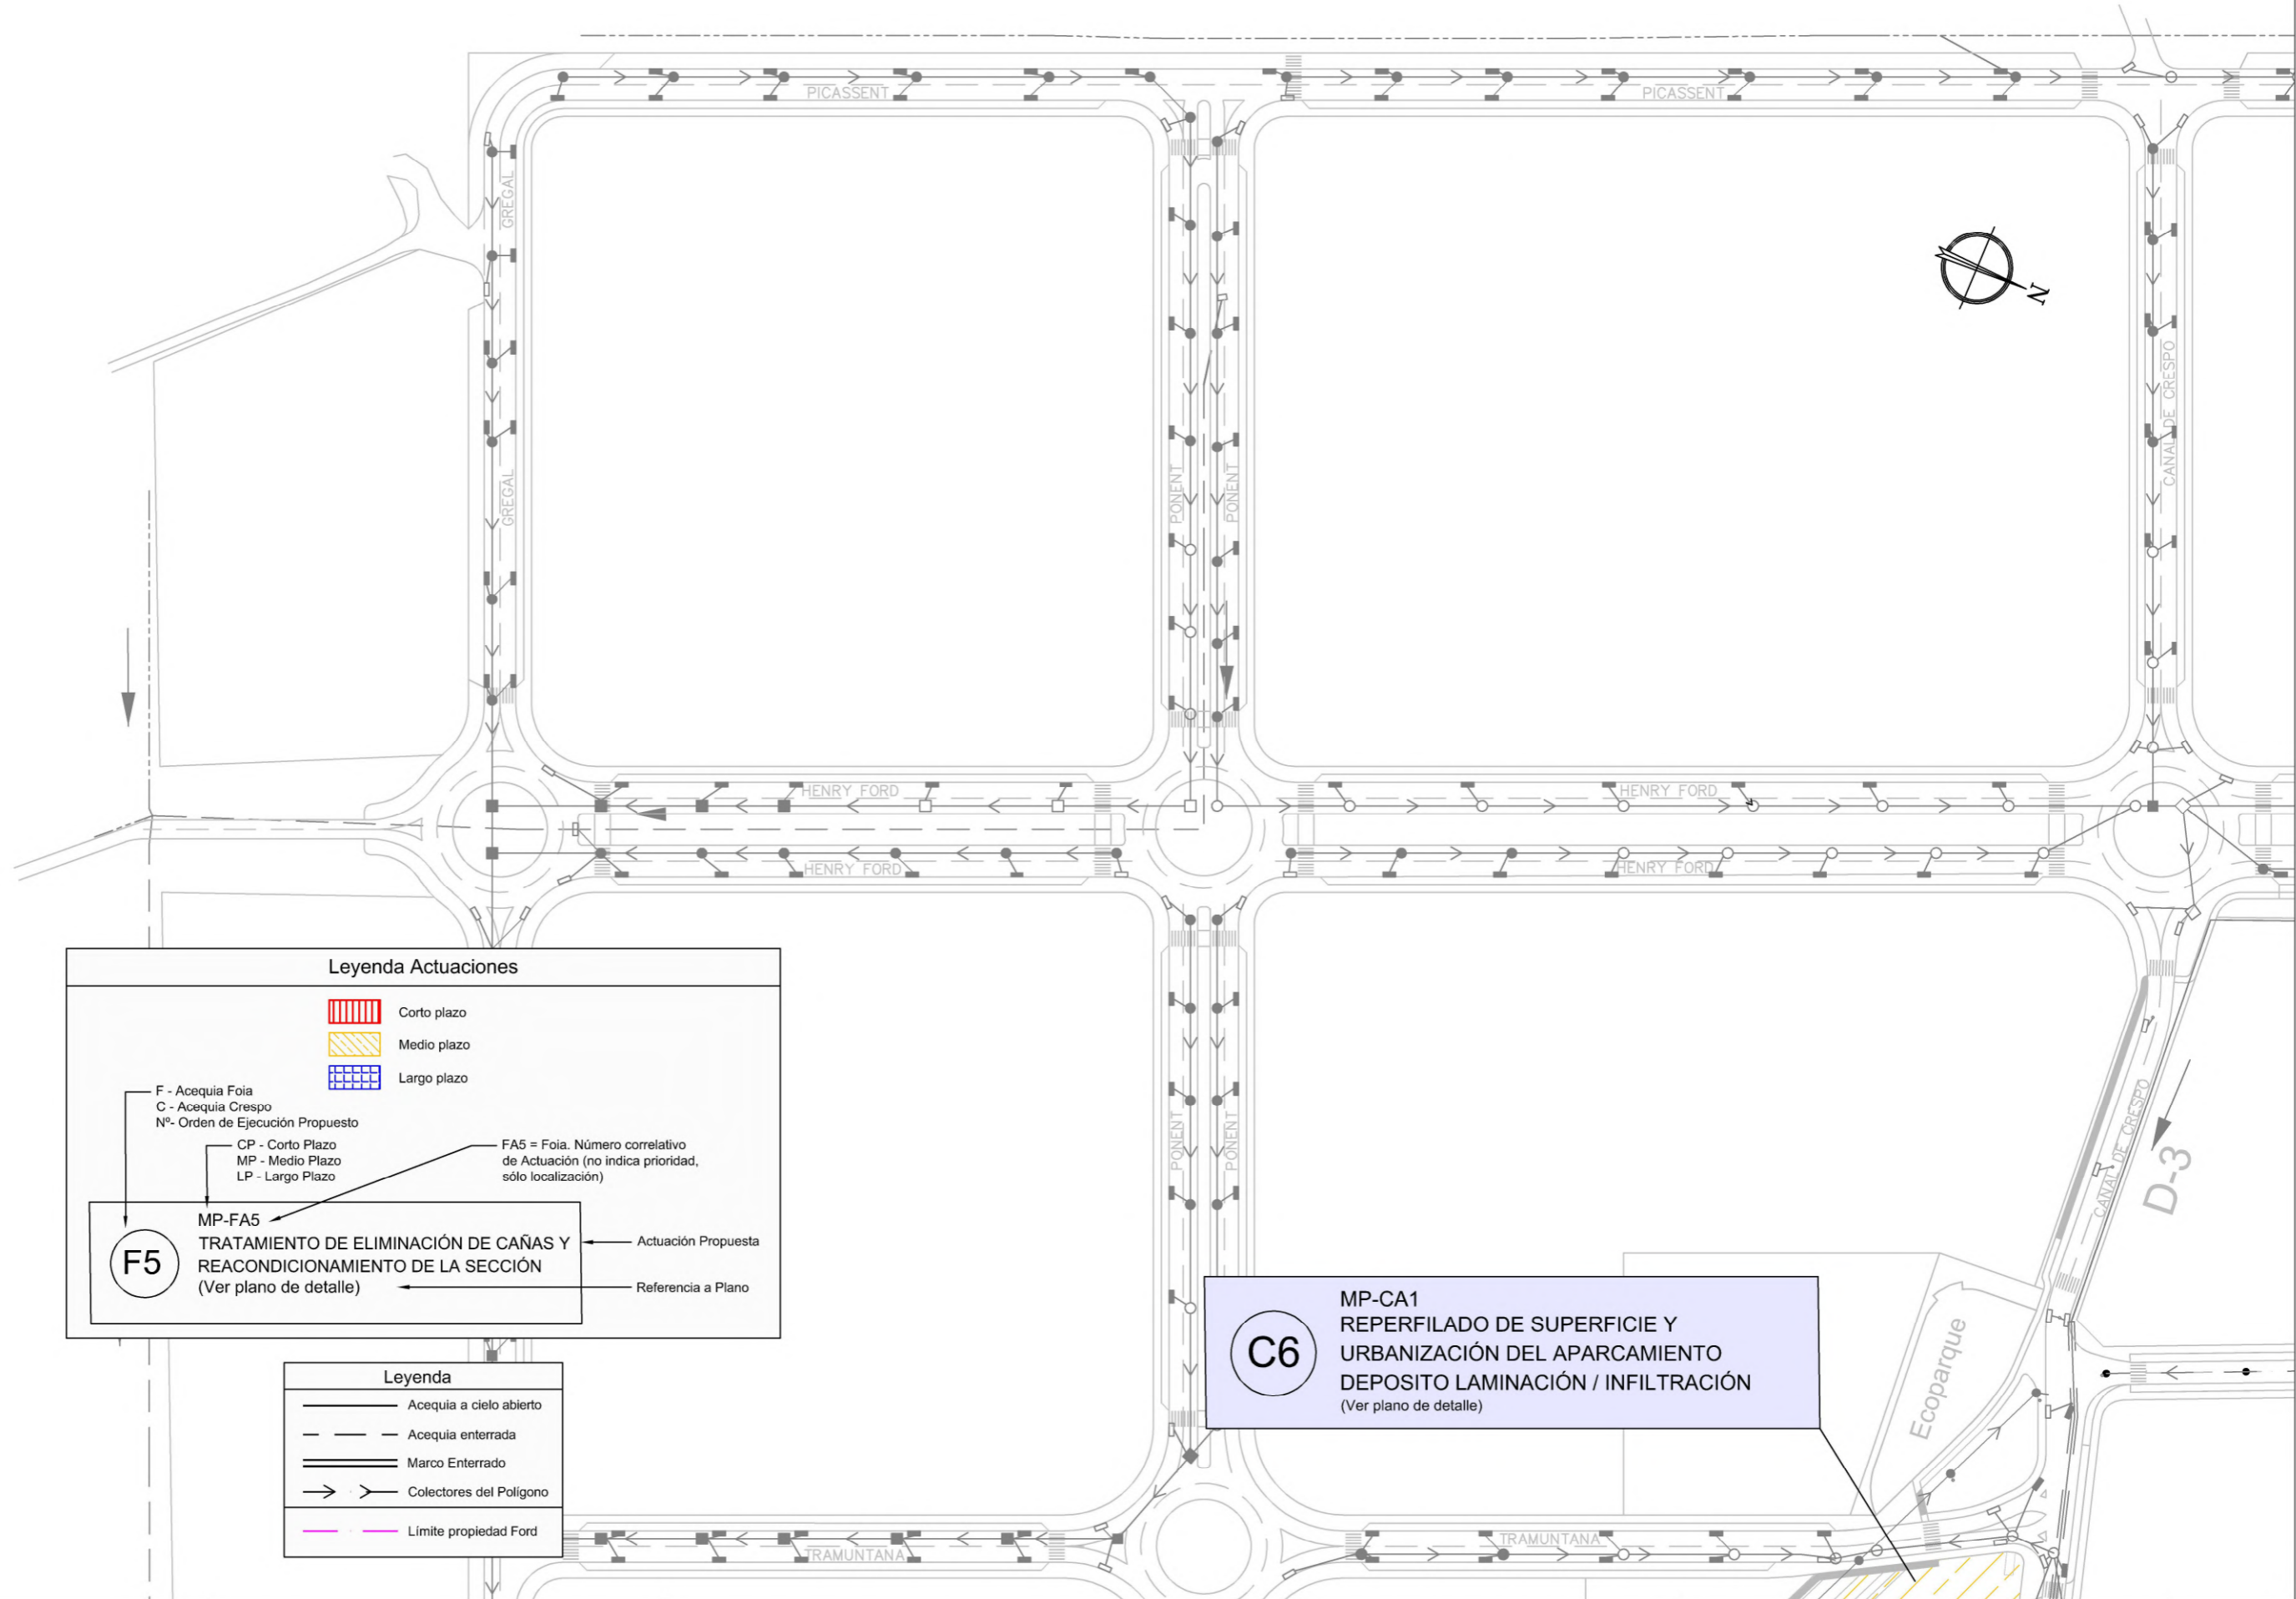 PICASSENT
PICASSENT
GREGAL
GREGAL
PONENT
PONENT
CANAL DE CRESPO
N
HENRY FORD
HENRY FORD
HENRY FORD
HENRY FORD
PONENT
PONENT
CANAL DE CRESPO
D-3
Ecoparque
TRAMUNTANA
TRAMUNTANA
Leyenda Actuaciones
Corto plazo
Medio plazo
Largo plazo
F - Acequia Foia
C - Acequia Crespo
Nº- Orden de Ejecución Propuesto
CP - Corto Plazo
MP - Medio Plazo
LP - Largo Plazo
FA5 = Foia. Número correlativo
de Actuación (no indica prioridad,
sólo localización)
F5
MP-FA5
TRATAMIENTO DE ELIMINACIÓN DE CAÑAS Y
REACONDICIONAMIENTO DE LA SECCIÓN
(Ver plano de detalle)
Actuación Propuesta
Referencia a Plano
C6
MP-CA1
REPERFILADO DE SUPERFICIE Y
URBANIZACIÓN DEL APARCAMIENTO
DEPOSITO LAMINACIÓN / INFILTRACIÓN
(Ver plano de detalle)
Leyenda
Acequia a cielo abierto
Acequia enterrada
Marco Enterrado
Colectores del Polígono
Límite propiedad Ford